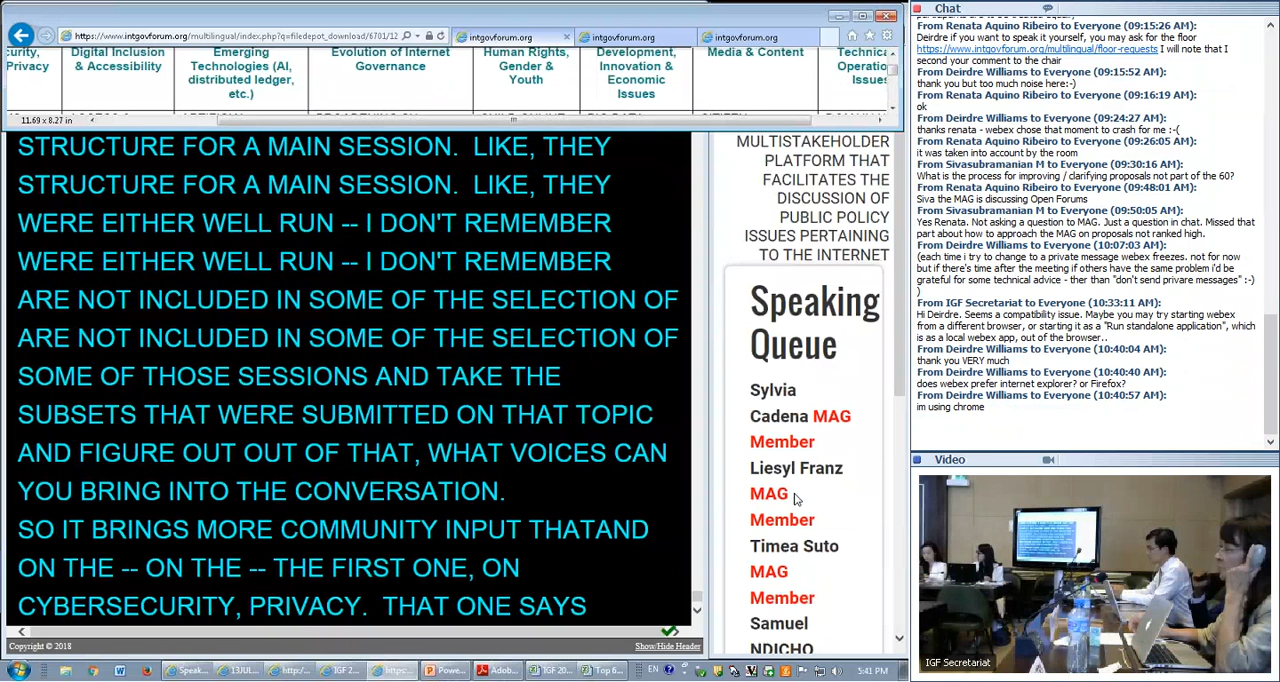 https://www.intgovforum.org/multilingual/index.php?q=filedepot_download/6701/12
intgovforum.org
intgovforum.org
intgovforum.org
curity, Privacy
Digital Inclusion & Accessibility
Emerging Technologies (AI, distributed ledger, etc.)
Evolution of Internet Governance
Human Rights, Gender & Youth
Development, Innovation & Economic Issues
Media & Content
Technica
Operatio
Issues
11.69 x 8.27 in
STRUCTURE FOR A MAIN SESSION. LIKE, THEY
STRUCTURE FOR A MAIN SESSION. LIKE, THEY
WERE EITHER WELL RUN -- I DON'T REMEMBER
WERE EITHER WELL RUN -- I DON'T REMEMBER
ARE NOT INCLUDED IN SOME OF THE SELECTION OF
ARE NOT INCLUDED IN SOME OF THE SELECTION OF
SOME OF THOSE SESSIONS AND TAKE THE
SUBSETS THAT WERE SUBMITTED ON THAT TOPIC
AND FIGURE OUT OUT OF THAT, WHAT VOICES CAN
YOU BRING INTO THE CONVERSATION.
SO IT BRINGS MORE COMMUNITY INPUT THATAND
ON THE -- ON THE -- THE FIRST ONE, ON
CYBERSECURITY, PRIVACY. THAT ONE SAYS
MULTISTAKEHOLDER
PLATFORM THAT
FACILITATES THE
DISCUSSION OF
PUBLIC POLICY
ISSUES PERTAINING
TO THE INTERNET
Speaking
Queue
Sylvia
Cadena MAG
Member
Liesyl Franz
MAG
Member
Timea Suto
MAG
Member
Samuel
NDICHO
Copyright © 2018
Show/Hide Header
Speak...
13JUL...
http:/...
IGF 2...
https:...
Powe...
Adob...
IGF 20...
Top 6...
EN
5:41 PM
Chat
From Renata Aquino Ribeiro to Everyone (09:15:26 AM):
Deirdre if you want to speak it yourself, you may ask for the floor
https://www.intgovforum.org/multilingual/floor-requests I will note that I
second your comment to the chair
From Deirdre Williams to Everyone (09:15:52 AM):
thank you but too much noise here:-)
From Renata Aquino Ribeiro to Everyone (09:16:19 AM):
ok
From Deirdre Williams to Everyone (09:24:27 AM):
thanks renata - webex chose that moment to crash for me :-(
From Renata Aquino Ribeiro to Everyone (09:26:05 AM):
it was taken into account by the room
From Sivasubramanian M to Everyone (09:30:16 AM):
What is the process for improving / clarifying proposals not part of the 60?
From Renata Aquino Ribeiro to Everyone (09:48:01 AM):
Siva the MAG is discussing Open Forums
From Sivasubramanian M to Everyone (09:50:05 AM):
Yes Renata. Not asking a question to MAG. Just a question in chat. Missed that
part about how to approach the MAG on proposals not ranked high.
From Deirdre Williams to Everyone (10:07:03 AM):
(each time i try to change to a private message webex freezes. not for now
but if there's time after the meeting if others have the same problem i'd be
grateful for some technical advice - ther than "don't send private messages" :-)
)
From IGF Secretariat to Everyone (10:33:11 AM):
Hi Deirdre. Seems a compatibility issue. Maybe you may try starting webex
from a different browser, or starting it as a "Run standalone application", which
is as a local webex app, out of the browser..
From Deirdre Williams to Everyone (10:40:04 AM):
thank you VERY much
From Deirdre Williams to Everyone (10:40:40 AM):
does webex prefer internet explorer? or Firefox?
From Deirdre Williams to Everyone (10:40:57 AM):
im using chrome
Video
IGF Secretariat